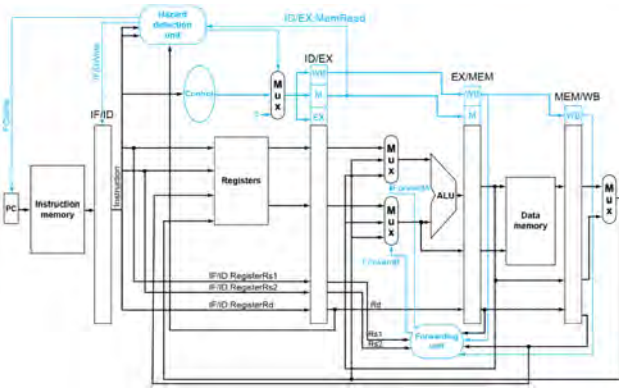 Hazard
detection
unit
ID/EX.MemRead
IF/IDWrite
PCWrite
ID/EX
EX/MEM
MEM/WB
IF/ID
Control
0
M
u
x
WB
M
EX
WB
M
WB
PC
Instruction
memory
Instruction
Registers
M
u
x
M
u
x
ALU
ForwardA
ForwardB
Data
memory
M
u
x
IF/ID.RegisterRs1
IF/ID.RegisterRs2
IF/ID.RegisterRd
Rd
Rs1
Rs2
Forwarding
unit